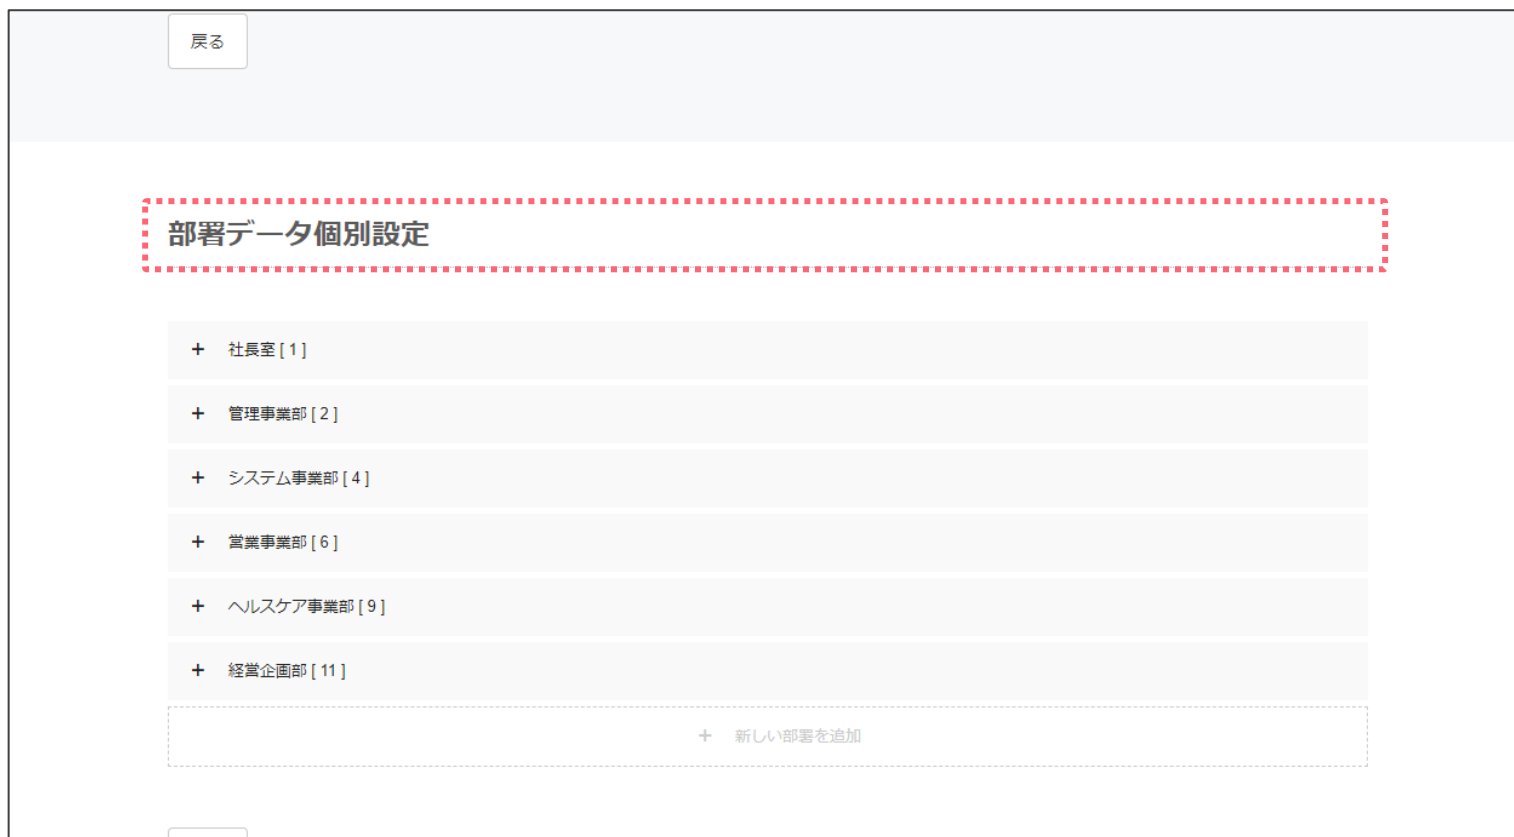 戻る
部署データ個別設定
+ 社長室 [ 1 ]
+ 管理事業部 [ 2 ]
+ システム事業部 [ 4 ]
+ 営業事業部 [ 6 ]
+ ヘルスケア事業部 [ 9 ]
+ 経営企画部 [ 11 ]
+ 新しい部署を追加